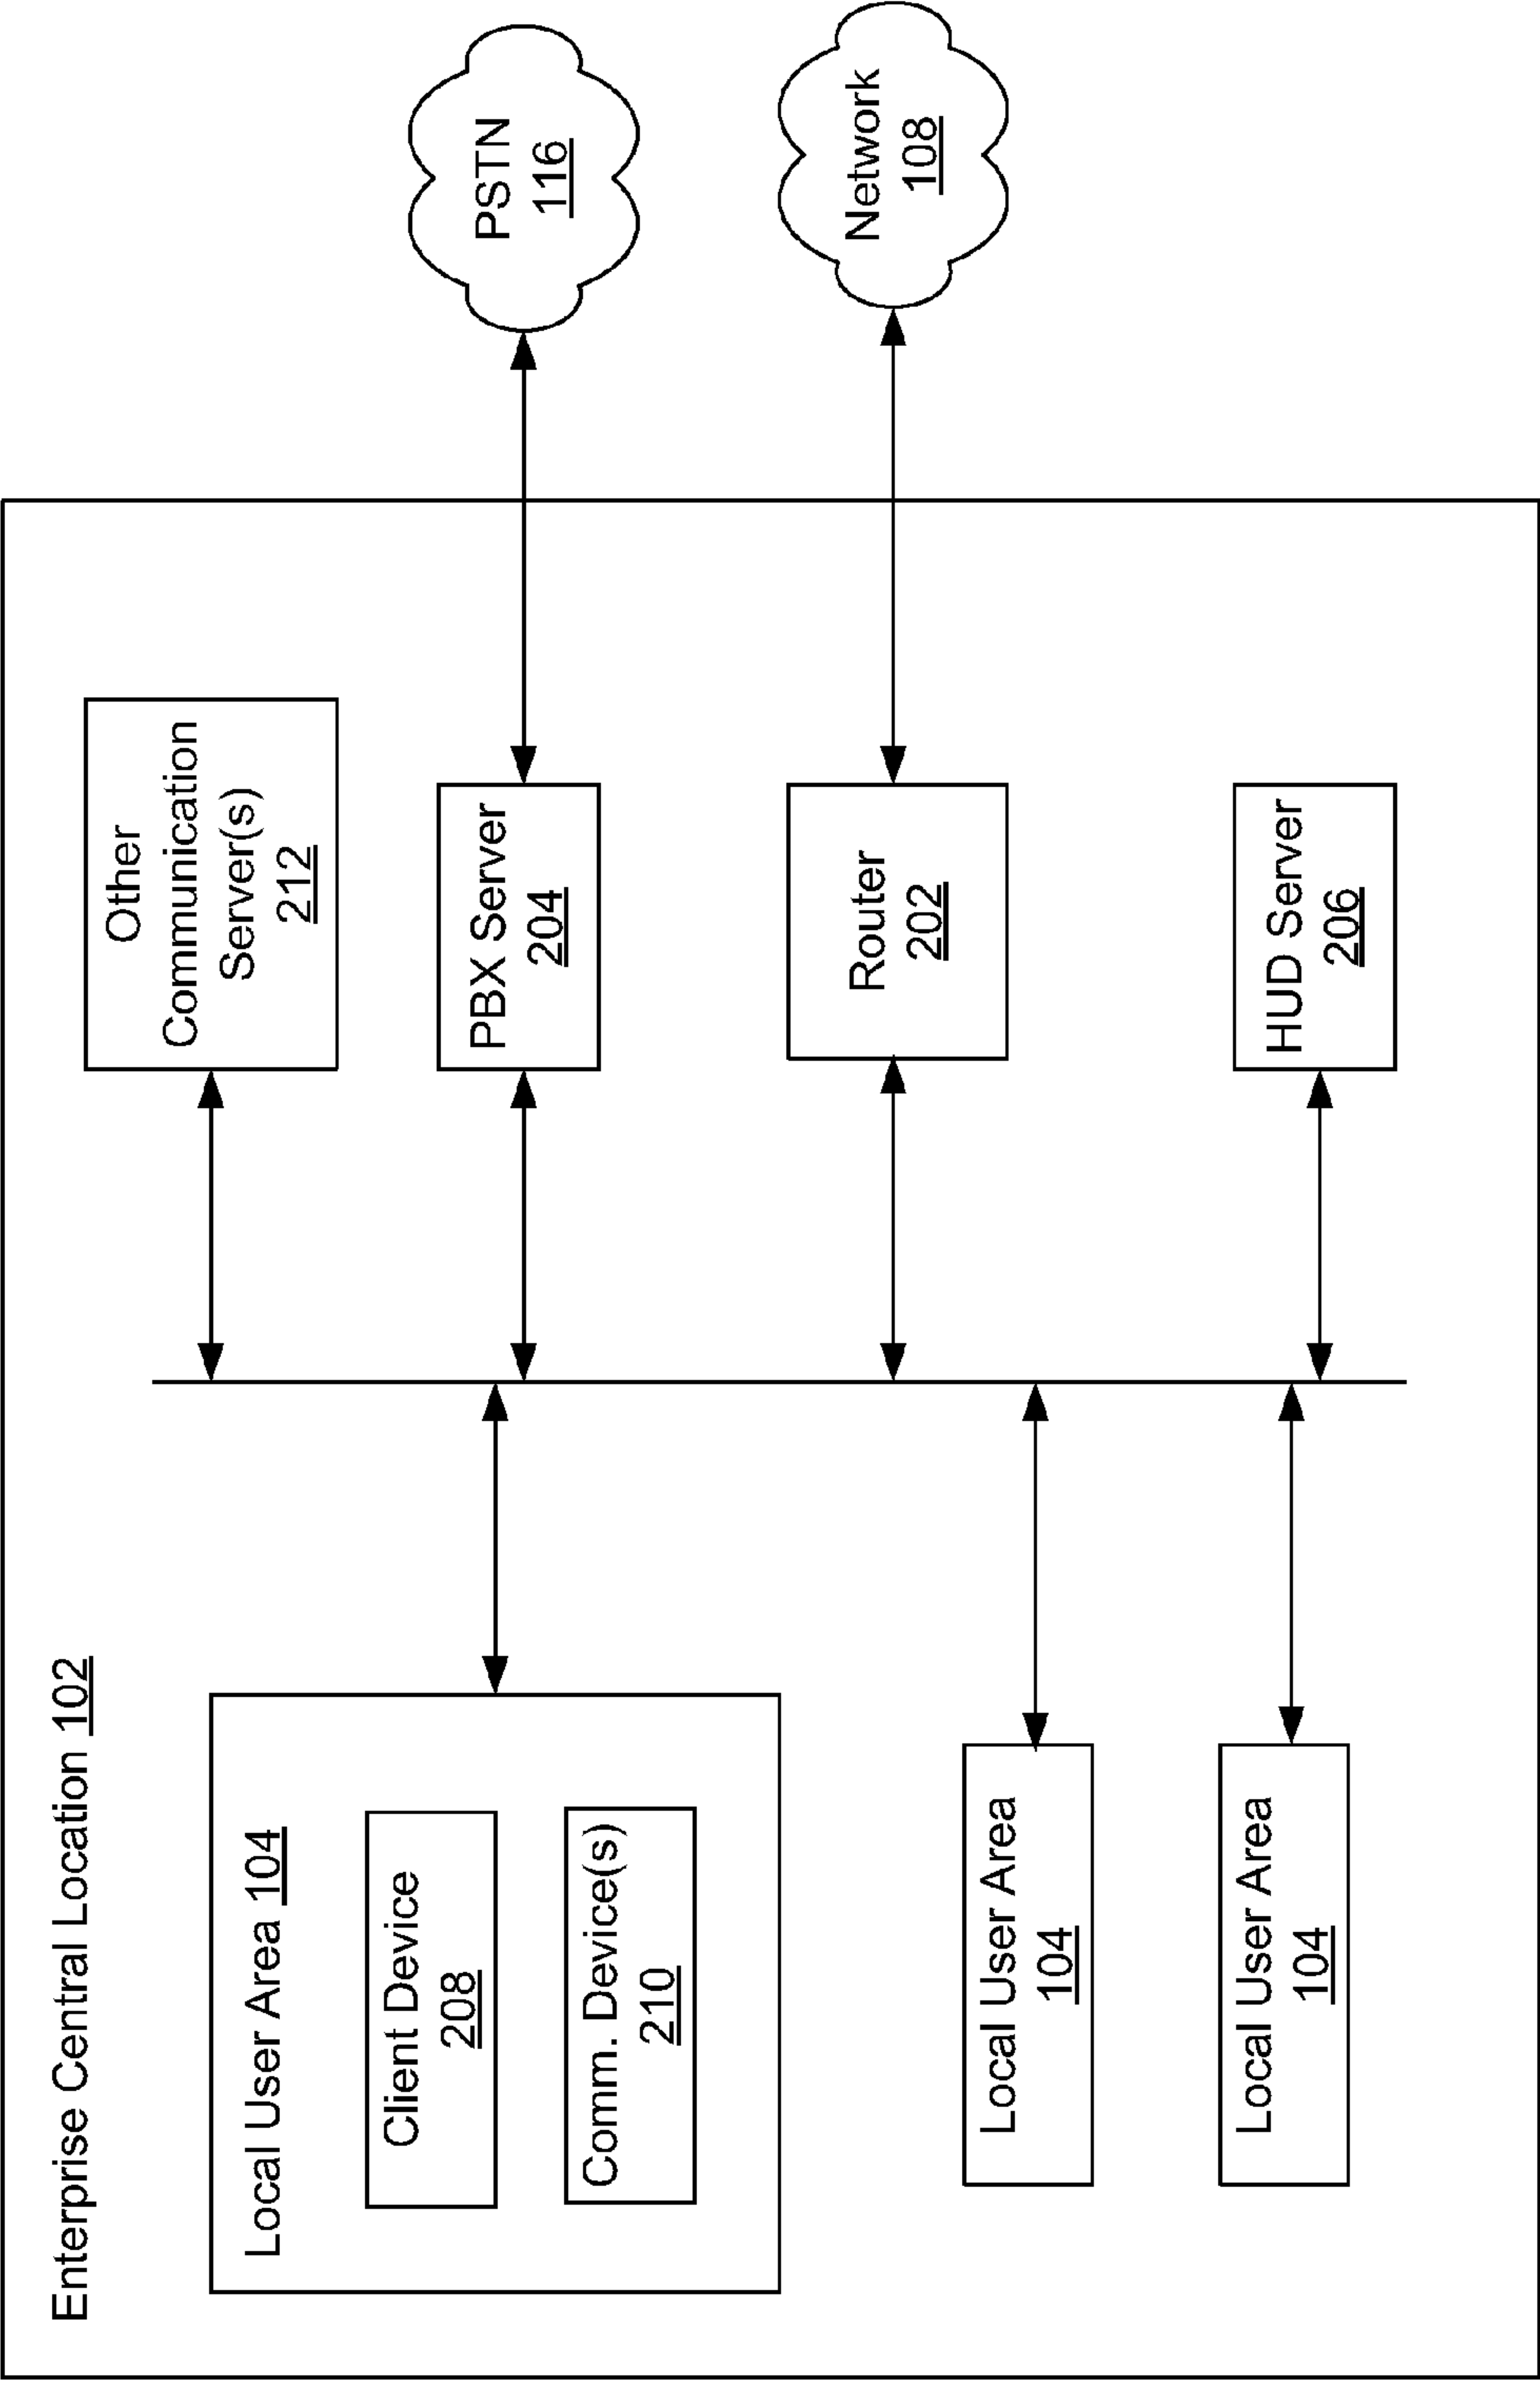 Enterprise Central Location 102
Local User Area 104
Client Device
208
Comm. Device(s)
210
Local User Area
104
Local User Area
104
Other
Communication
Server(s)
212
PBX Server
204
Router
202
HUD Server
206
PSTN
116
Network
108